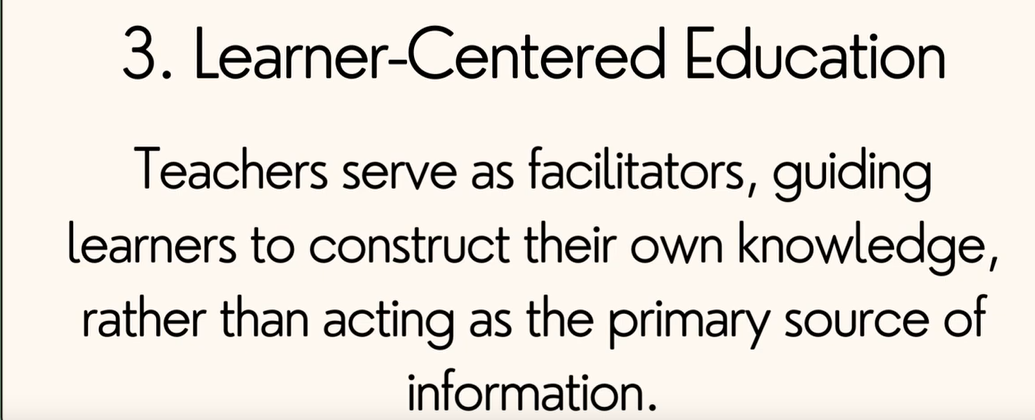 3. Learner-Centered Education
Teachers serve as facilitators, guiding
learners to construct their own knowledge,
rather than acting as the primary source of
information.